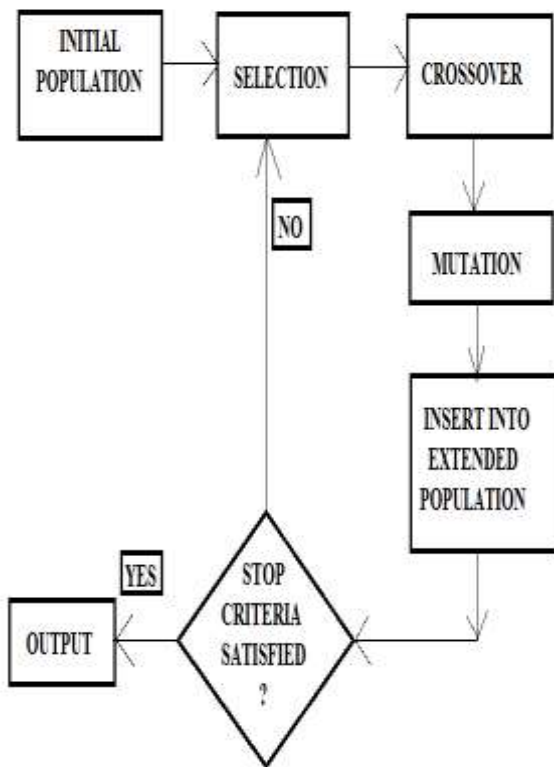 INITIAL
POPULATION
SELECTION
CROSSOVER
NO
MUTATION
INSERT INTO
EXTENDED
POPULATION
YES
STOP
CRITERIA
SATISFIED
?
OUTPUT